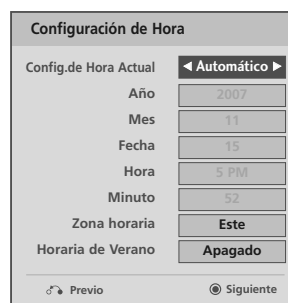 Configuración de Hora
Config.de Hora Actual ◀ Automático ▶
Año 2007
Mes 11
Fecha 15
Hora 5 PM
Minuto 52
Zona horaria Este
Horaria de Verano Apagado
Previo Siguiente